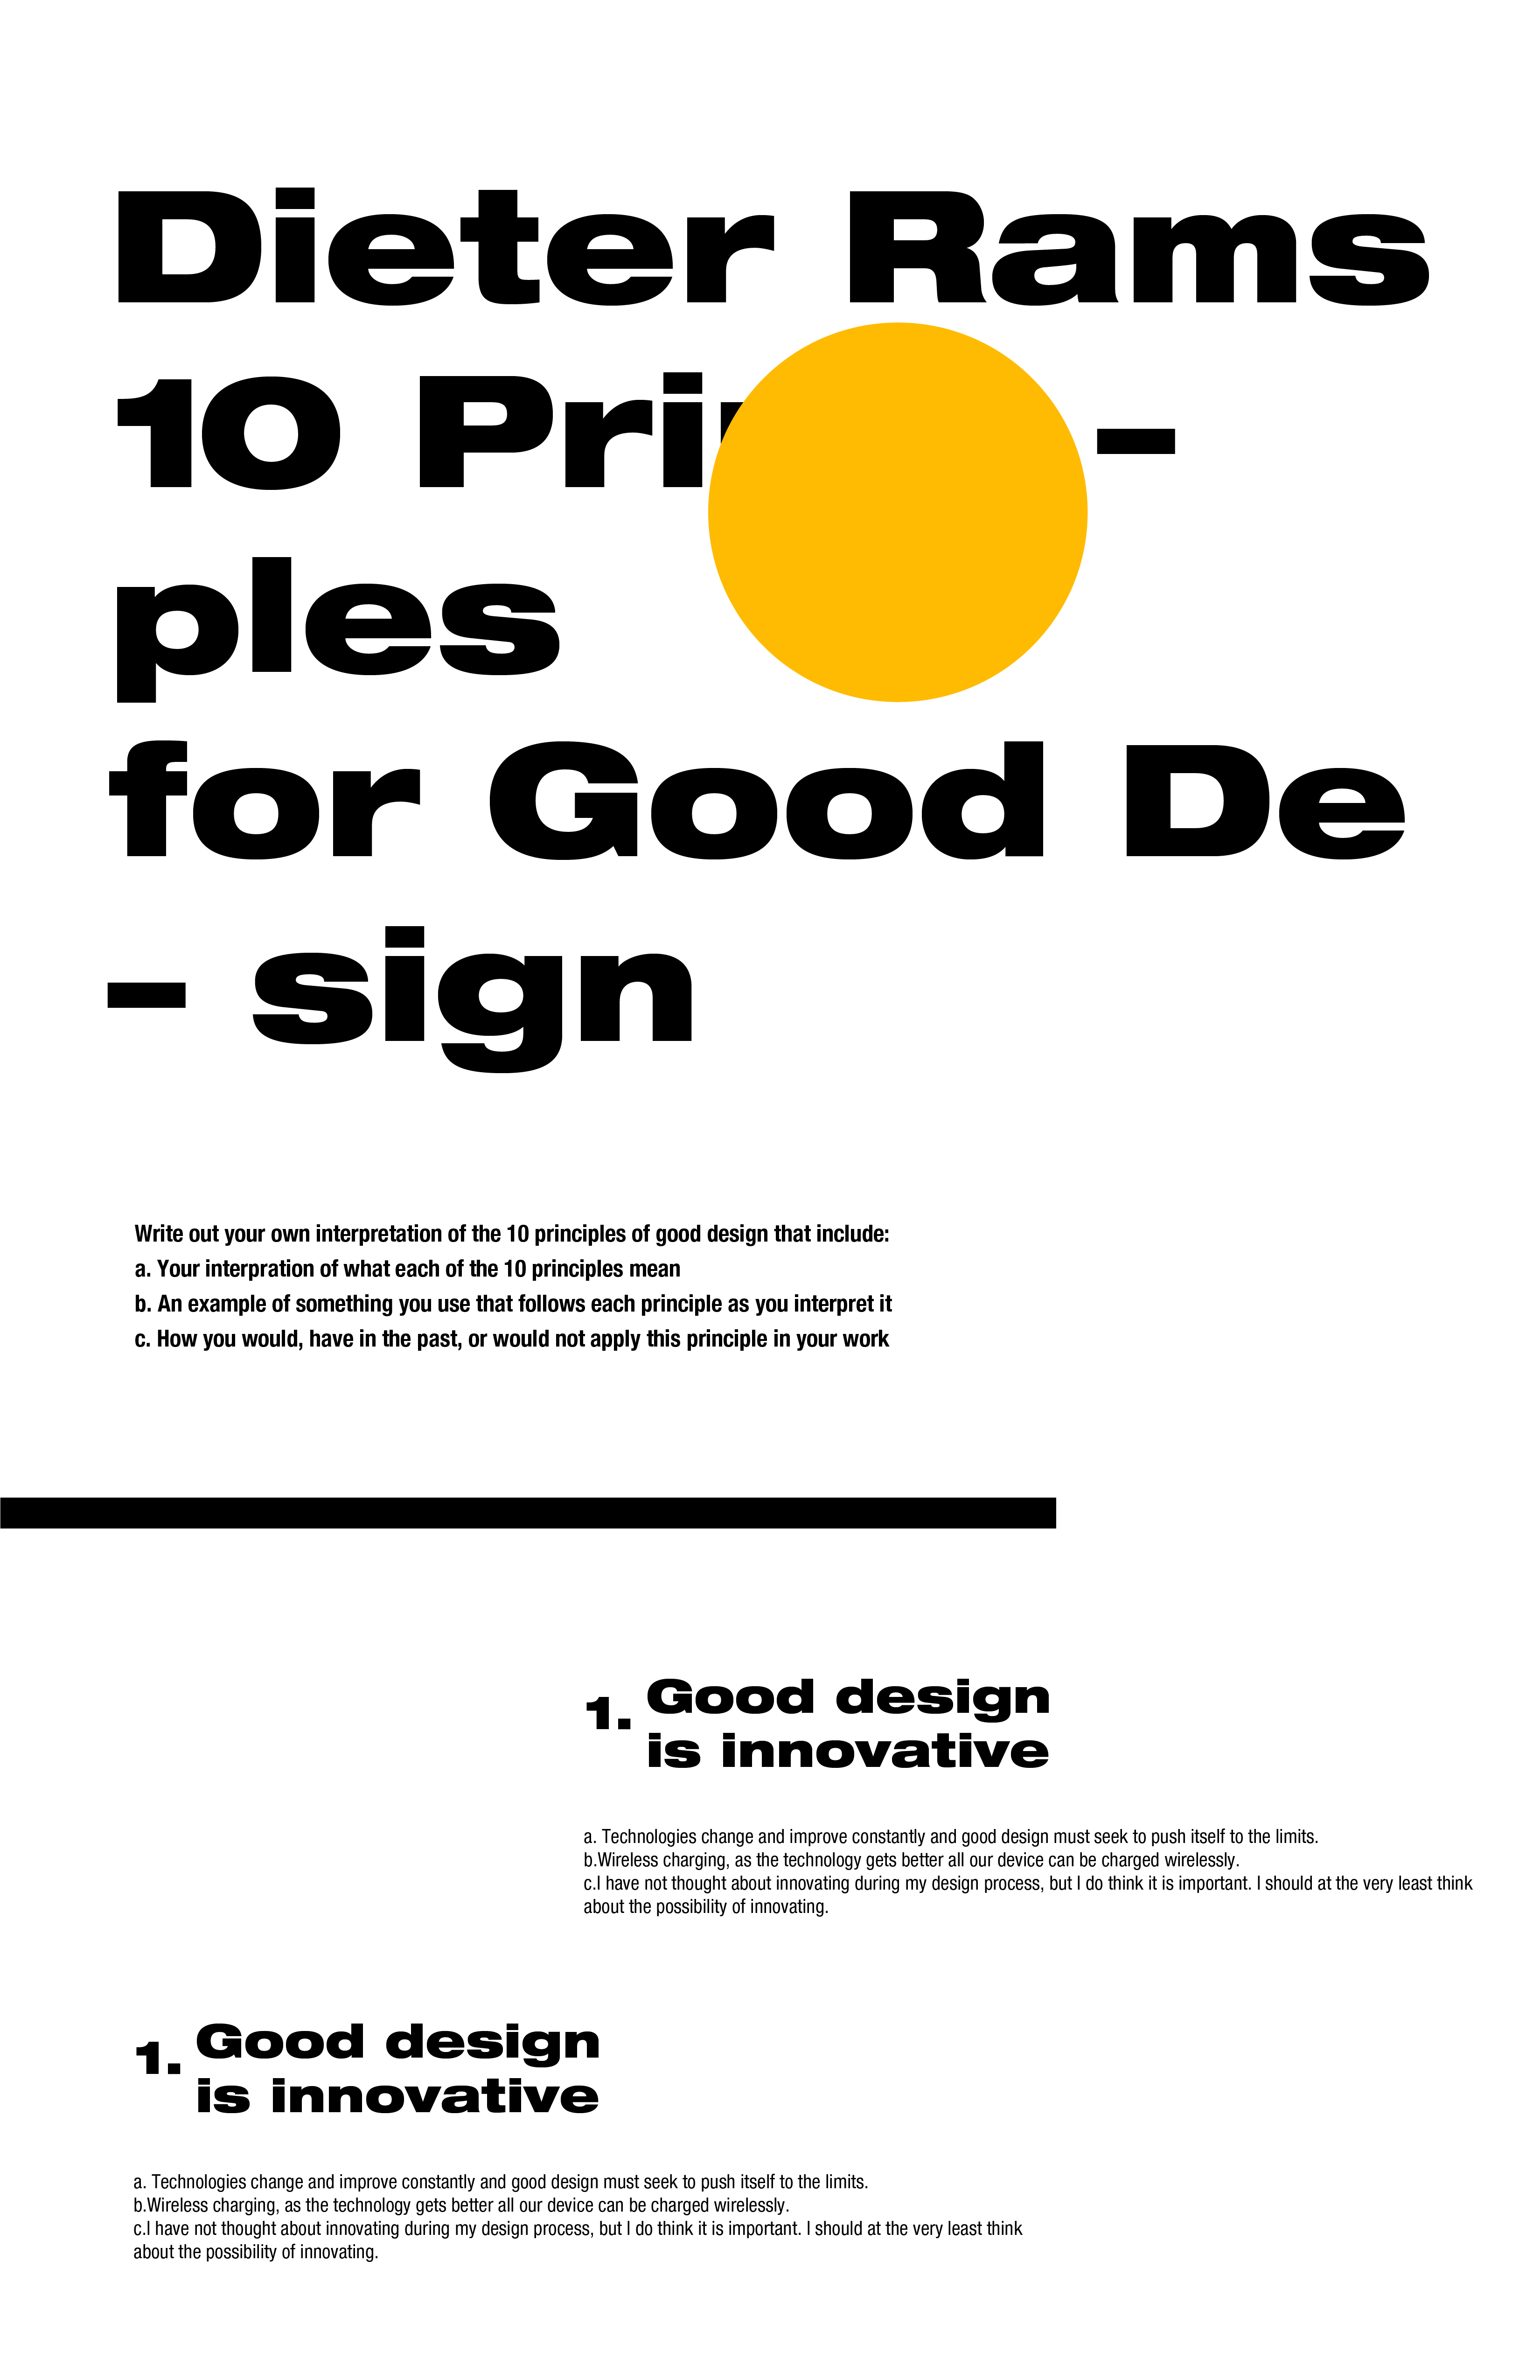 Dieter Rams
10 Pri –
ples
for Good De
– sign
Write out your own interpretation of the 10 principles of good design that include:
a. Your interpration of what each of the 10 principles mean
b. An example of something you use that follows each principle as you interpret it
c. How you would, have in the past, or would not apply this principle in your work
1. Good design
is innovative
a. Technologies change and improve constantly and good design must seek to push itself to the limits.
b.Wireless charging, as the technology gets better all our device can be charged wirelessly.
c.I have not thought about innovating during my design process, but I do think it is important. I should at the very least think
about the possibility of innovating.
1. Good design
is innovative
a. Technologies change and improve constantly and good design must seek to push itself to the limits.
b.Wireless charging, as the technology gets better all our device can be charged wirelessly.
c.I have not thought about innovating during my design process, but I do think it is important. I should at the very least think
about the possibility of innovating.